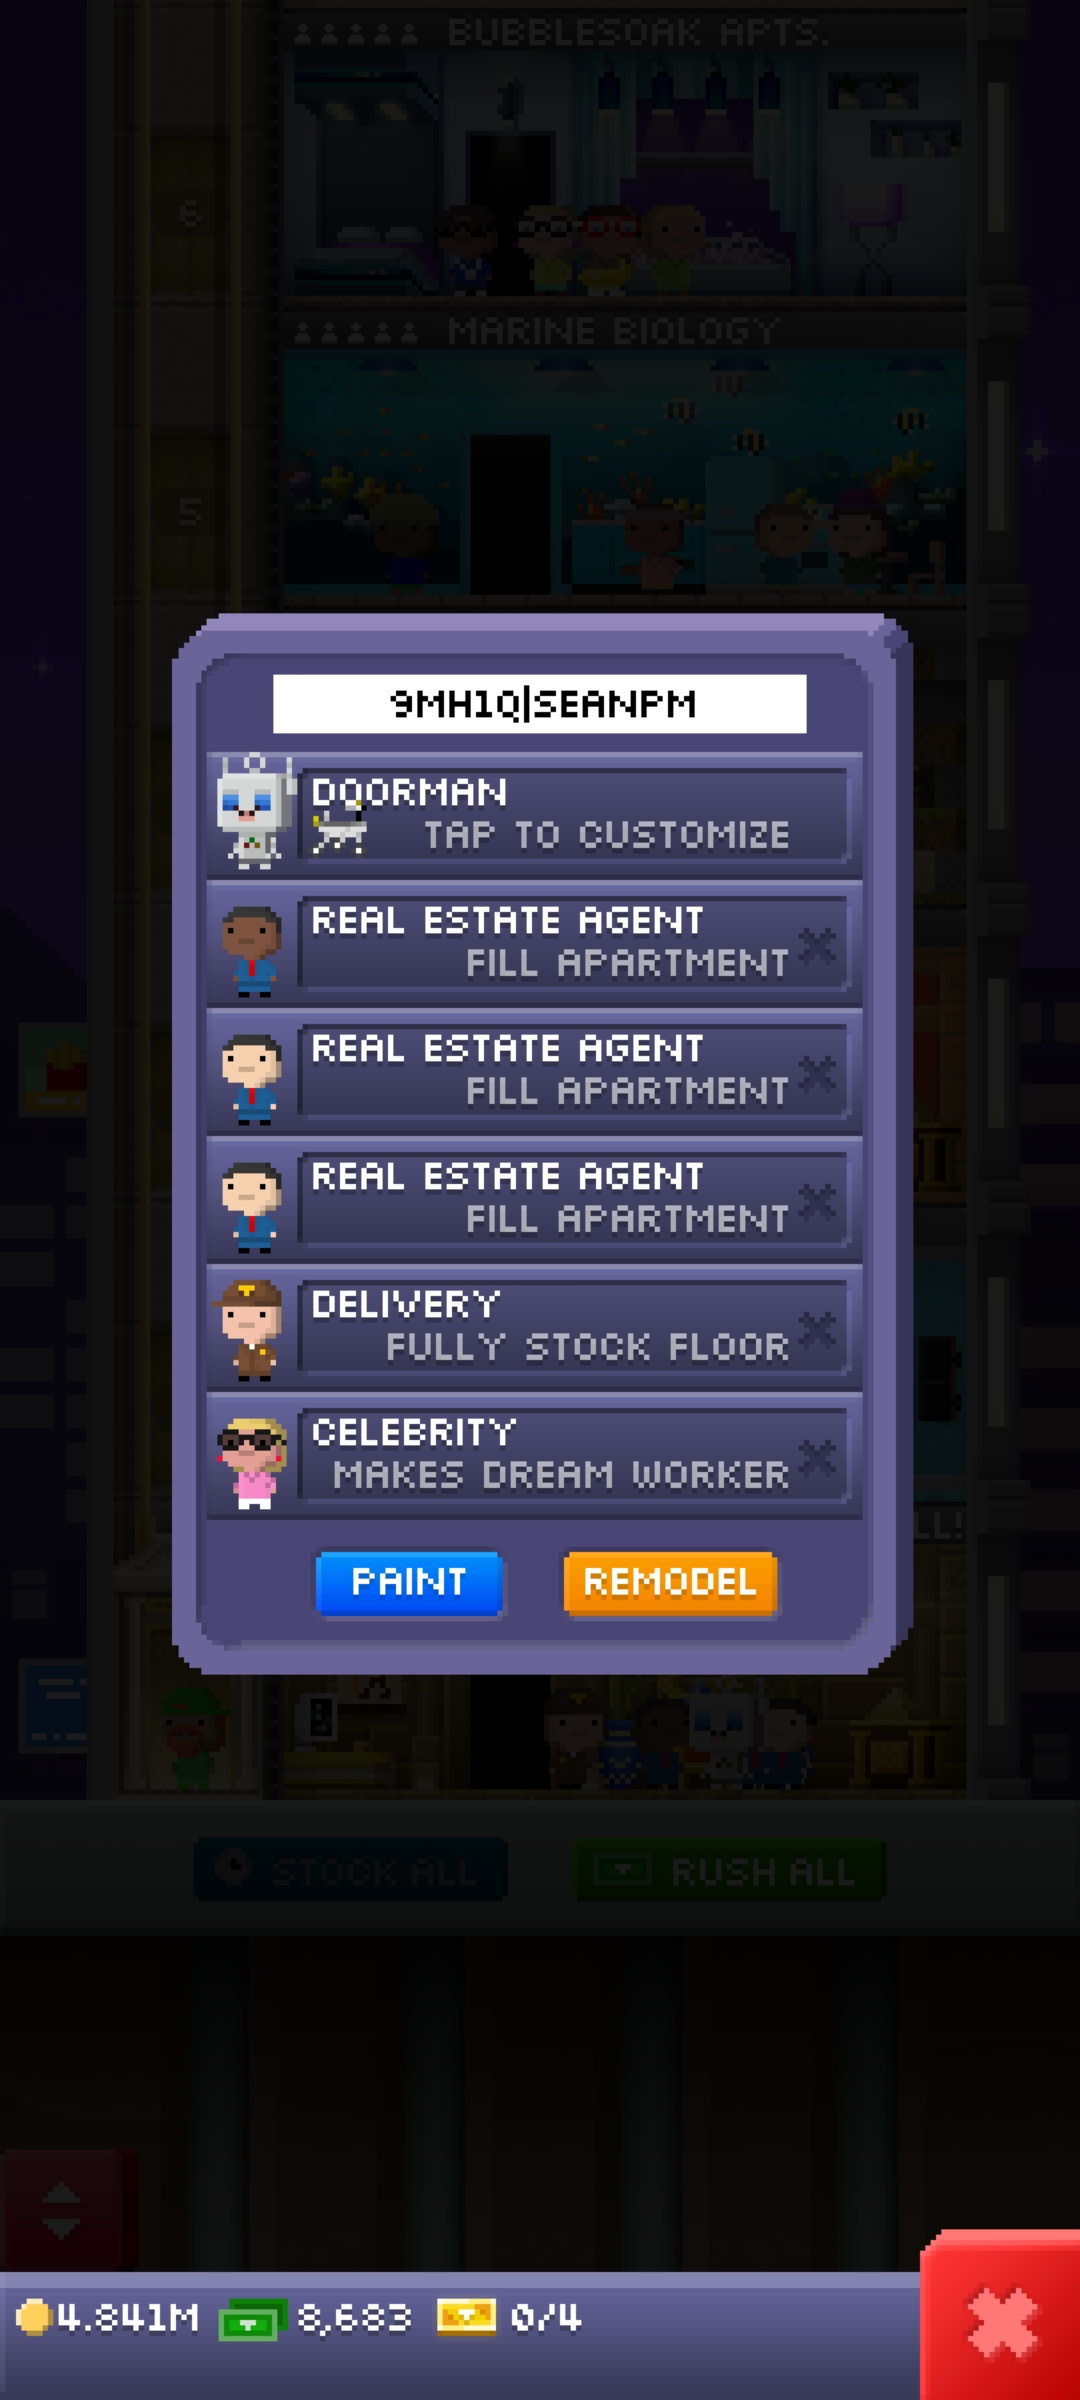 BUBBLESOAK APTS.
6
MARINE BIOLOGY
5
9MH1Q|SEANPM
DOORMAN
TAP TO CUSTOMIZE
REAL ESTATE AGENT
FILL APARTMENT
REAL ESTATE AGENT
FILL APARTMENT
REAL ESTATE AGENT
FILL APARTMENT
DELIVERY
FULLY STOCK FLOOR
CELEBRITY
MAKES DREAM WORKER
PAINT REMODEL
STOCK ALL RUSH ALL
4.841M 8,683 0/4